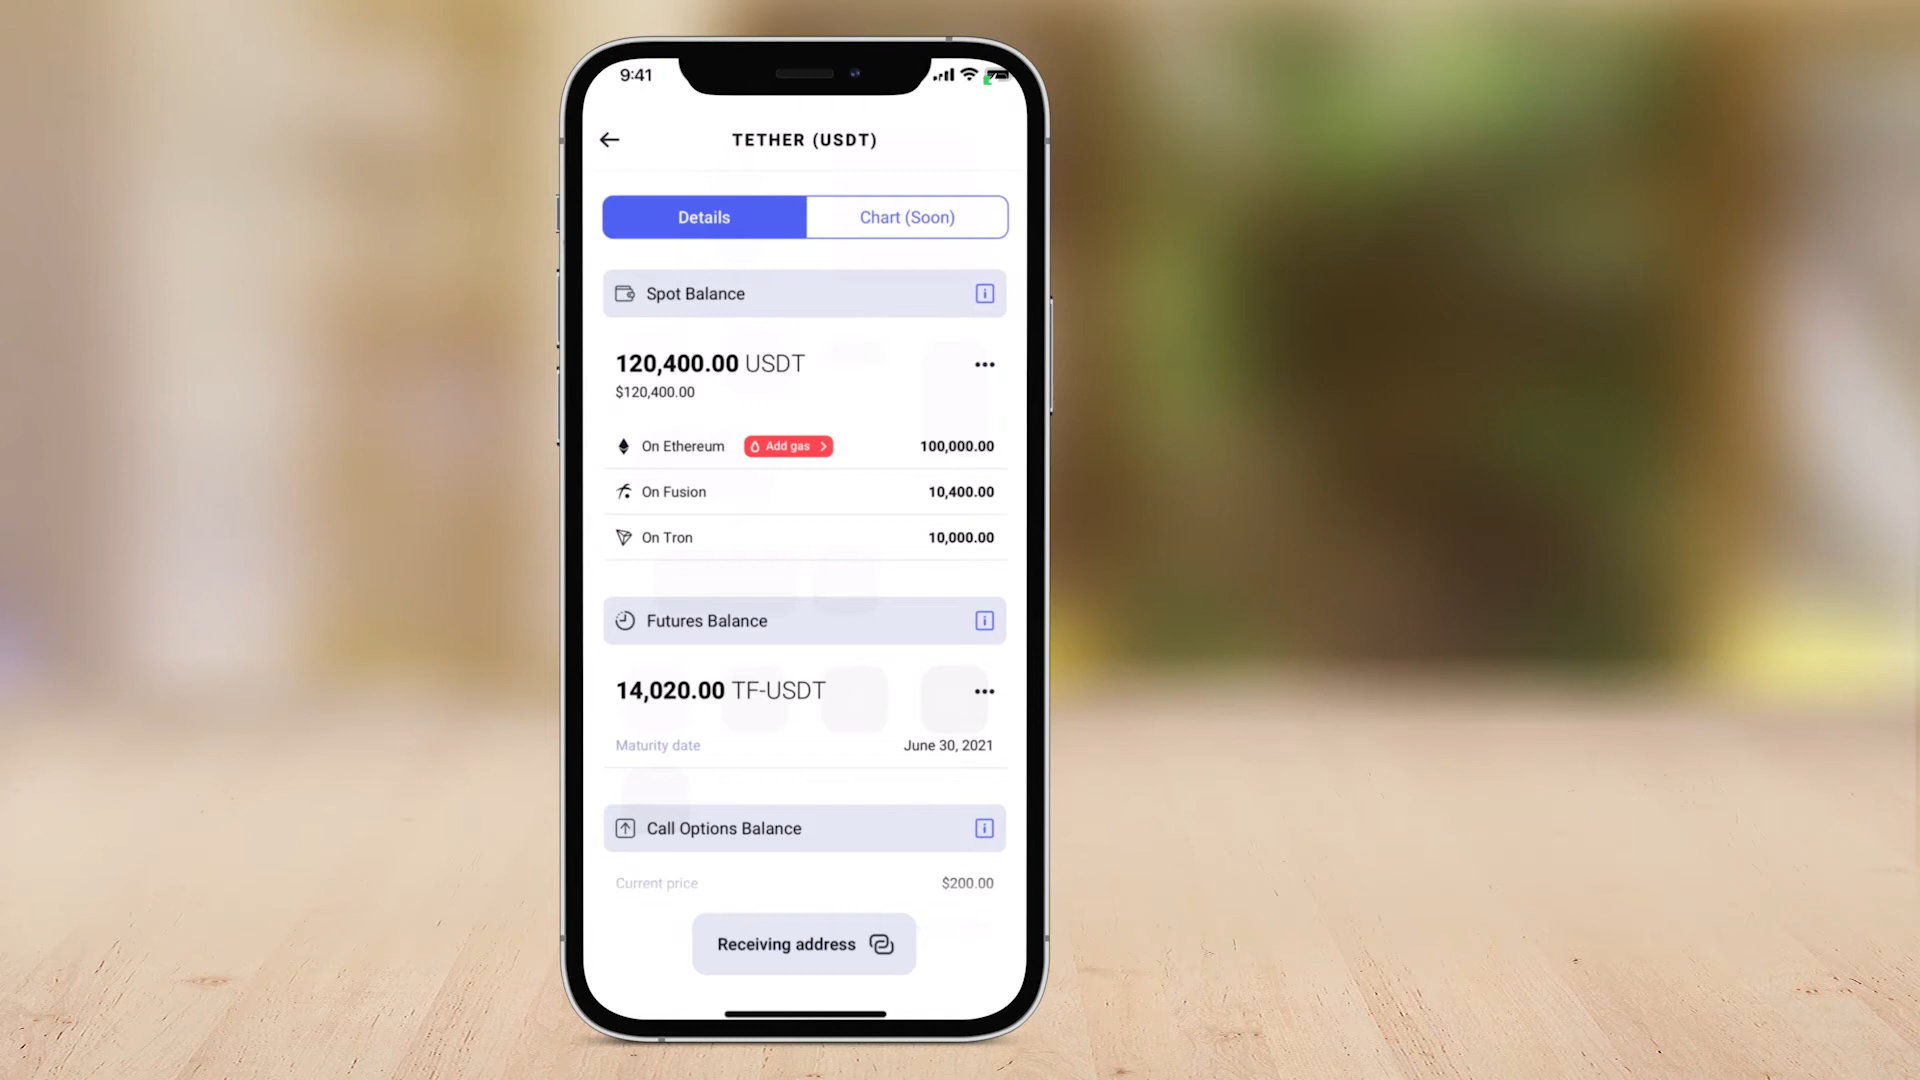 9:41
TETHER (USDT)
Details
Chart (Soon)
Spot Balance
120,400.00 USDT
$120,400.00
On Ethereum Add gas 100,000.00
On Fusion 10,400.00
On Tron 10,000.00
Futures Balance
14,020.00 TF-USDT
Maturity date June 30, 2021
Call Options Balance
Current price $200.00
Receiving address